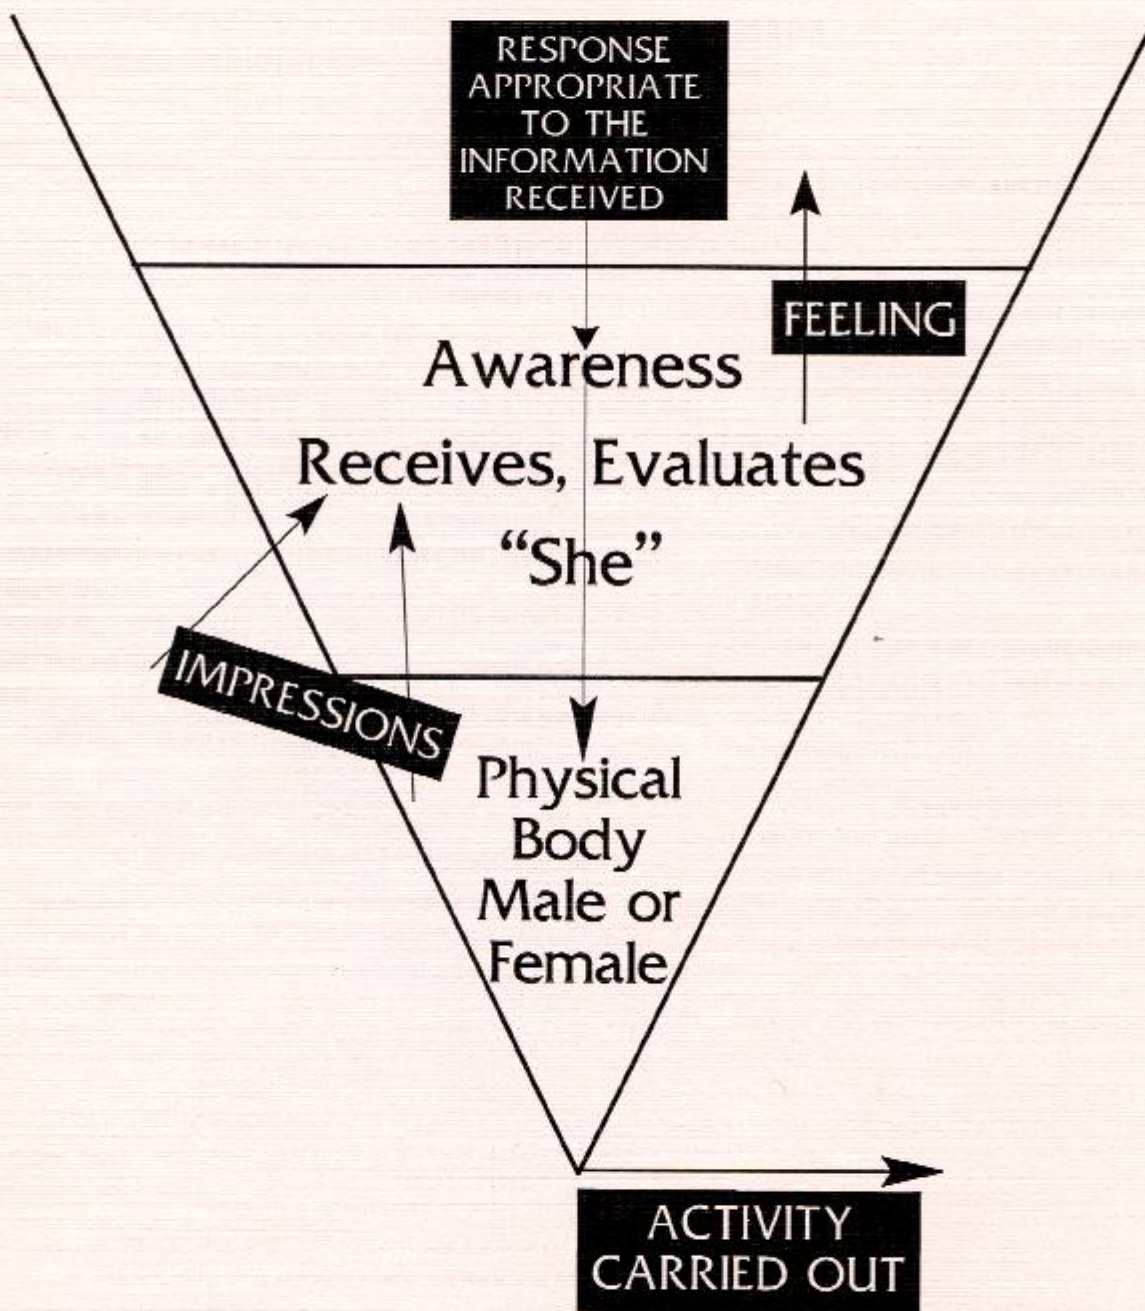 RESPONSE
APPROPRIATE
TO THE
INFORMATION
RECEIVED
FEELING
Awareness
Receives, Evaluates
“She”
IMPRESSIONS
Physical
Body
Male or
Female
ACTIVITY
CARRIED OUT